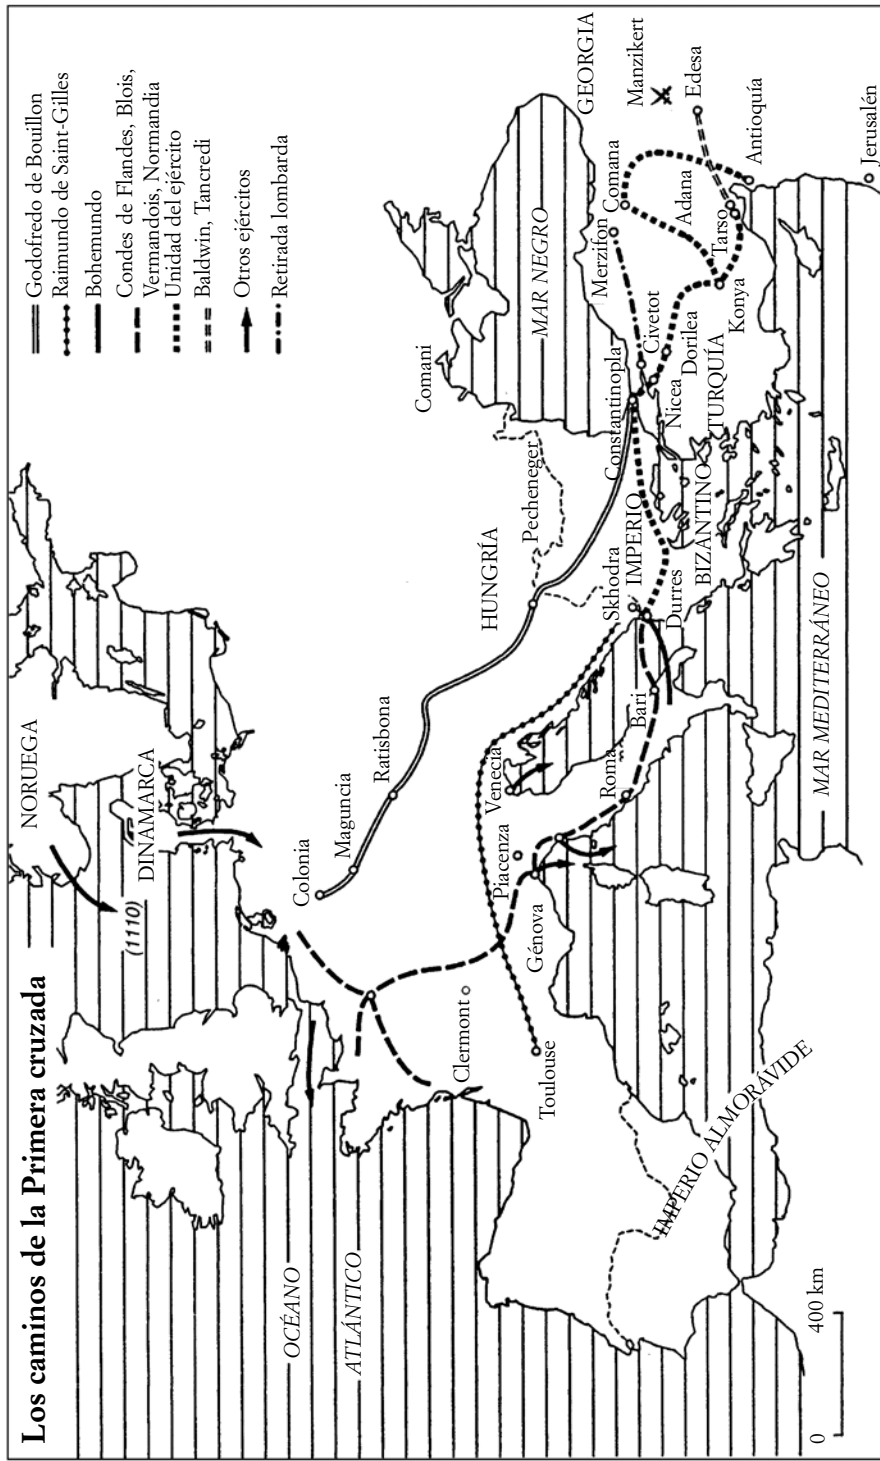 Los caminos de la Primera cruzada
Godofredo de Bouillon
Raimundo de Saint-Gilles
Bohemundo
Condes de Flandes, Blois,
Vermandois, Normandia
Unidad del ejército
Baldwin, Tancredi
Otros ejércitos
Retirada lombarda
NORUEGA
(1110)
DINAMARCA
OCÉANO
ATLÁNTICO
Colonia
Maguncia
Ratisbona
HUNGRÍA
Pecheneger
Comani
MAR NEGRO
GEORGIA
Manzikert
Edesa
Clermont
Toulouse
Génova
Piacenza
Venecia
Roma
Bari
Skhodra
Durres
IMPERIO
BIZANTINO
Constantinopla
Nicea
Civetot
Dorilea
TURQUÍA
Konya
Merzifon
Comana
Adana
Tarso
Antioquía
Jerusalén
IMPERIO ALMORÁVIDE
MAR MEDITERRÁNEO
0
400 km